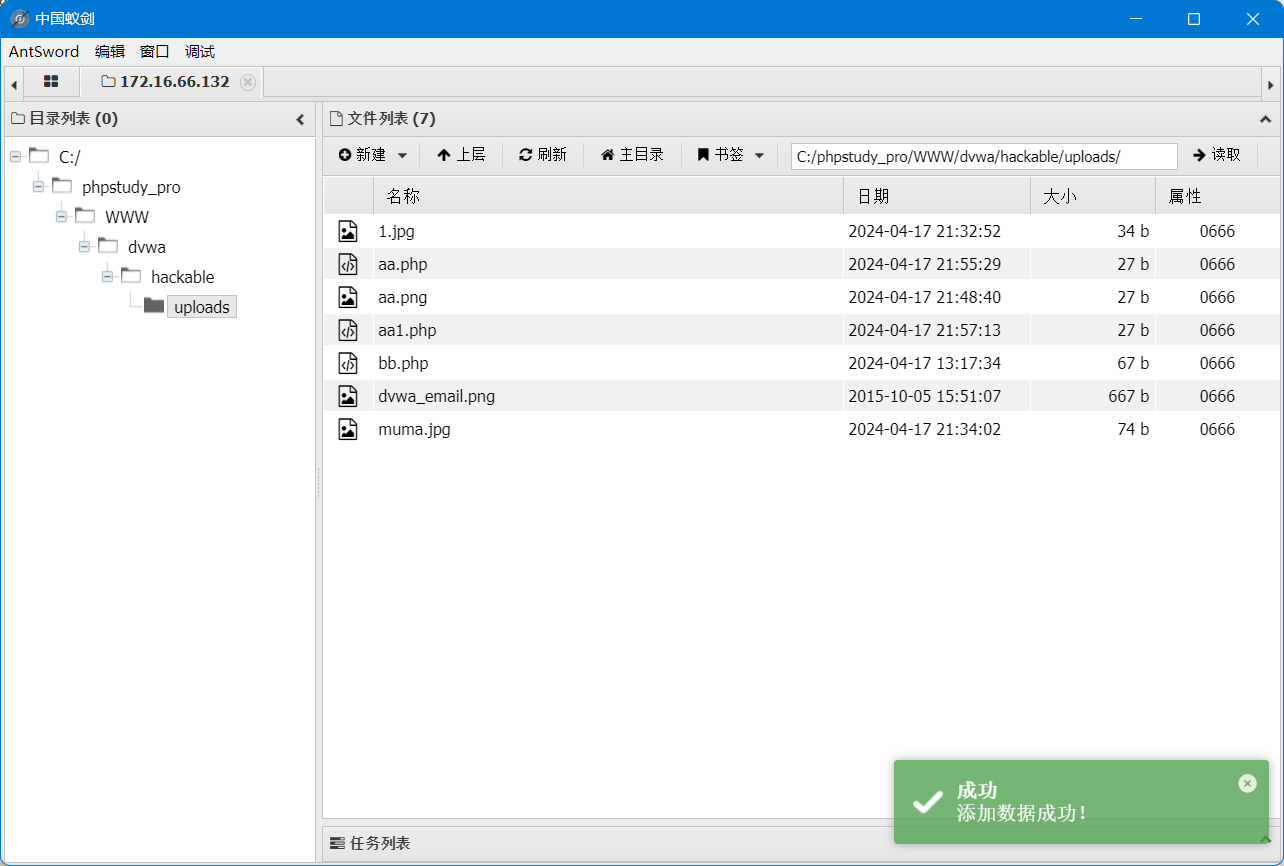 中国蚁剑
AntSword 编辑 窗口 调试
172.16.66.132
目录列表 (0)
文件列表 (7)
新建 上层 刷新 主目录 书签 C:/phpstudy_pro/WWW/dvwa/hackable/uploads/ 读取
C:/
phpstudy_pro
WWW
dvwa
hackable
uploads
名称 日期 大小 属性
1.jpg 2024-04-17 21:32:52 34 b 0666
aa.php 2024-04-17 21:55:29 27 b 0666
aa.png 2024-04-17 21:48:40 27 b 0666
aa1.php 2024-04-17 21:57:13 27 b 0666
bb.php 2024-04-17 13:17:34 67 b 0666
dvwa_email.png 2015-10-05 15:51:07 667 b 0666
muma.jpg 2024-04-17 21:34:02 74 b 0666
成功
添加数据成功！
任务列表